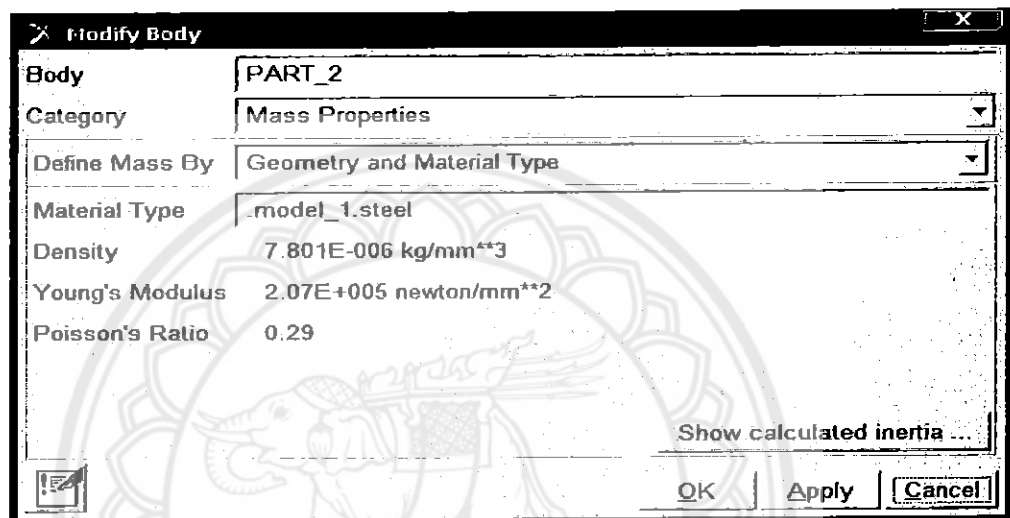 Modify Body
Body PART_2
Category Mass Properties
Define Mass By Geometry and Material Type
Material Type .model_1.steel
Density 7.801E-006 kg/mm**3
Young's Modulus 2.07E+005 newton/mm**2
Poisson's Ratio 0.29
Show calculated inertia ...
OK Apply Cancel